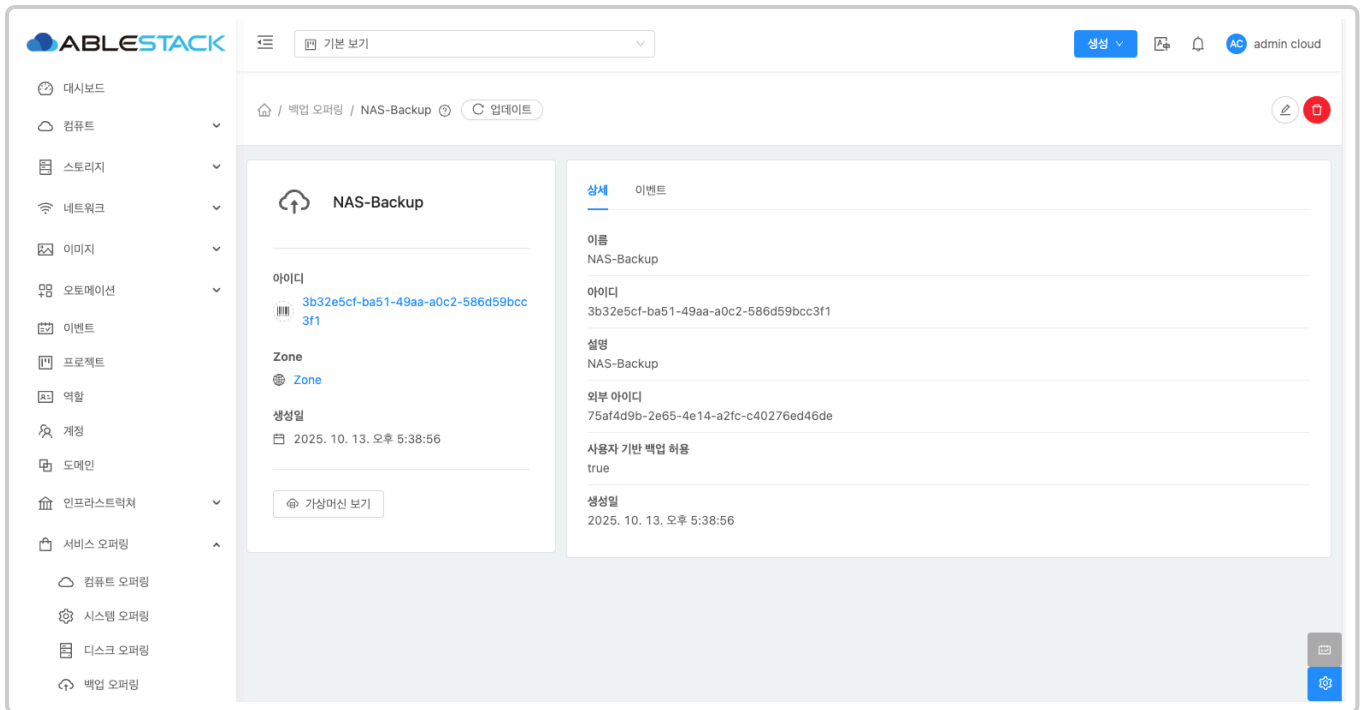 ABLESTACK
기본 보기
생성
AC
admin cloud
대시보드
컴퓨트
스토리지
네트워크
이미지
오토메이션
이벤트
프로젝트
역할
계정
도메인
인프라스트럭쳐
서비스 오퍼링
컴퓨트 오퍼링
시스템 오퍼링
디스크 오퍼링
백업 오퍼링
/ 백업 오퍼링 / NAS-Backup
업데이트
NAS-Backup
아이디
3b32e5cf-ba51-49aa-a0c2-586d59bcc
3f1
Zone
Zone
생성일
2025. 10. 13. 오후 5:38:56
가상머신 보기
상세
이벤트
이름
NAS-Backup
아이디
3b32e5cf-ba51-49aa-a0c2-586d59bcc3f1
설명
NAS-Backup
외부 아이디
75af4d9b-2e65-4e14-a2fc-c40276ed46de
사용자 기반 백업 허용
true
생성일
2025. 10. 13. 오후 5:38:56